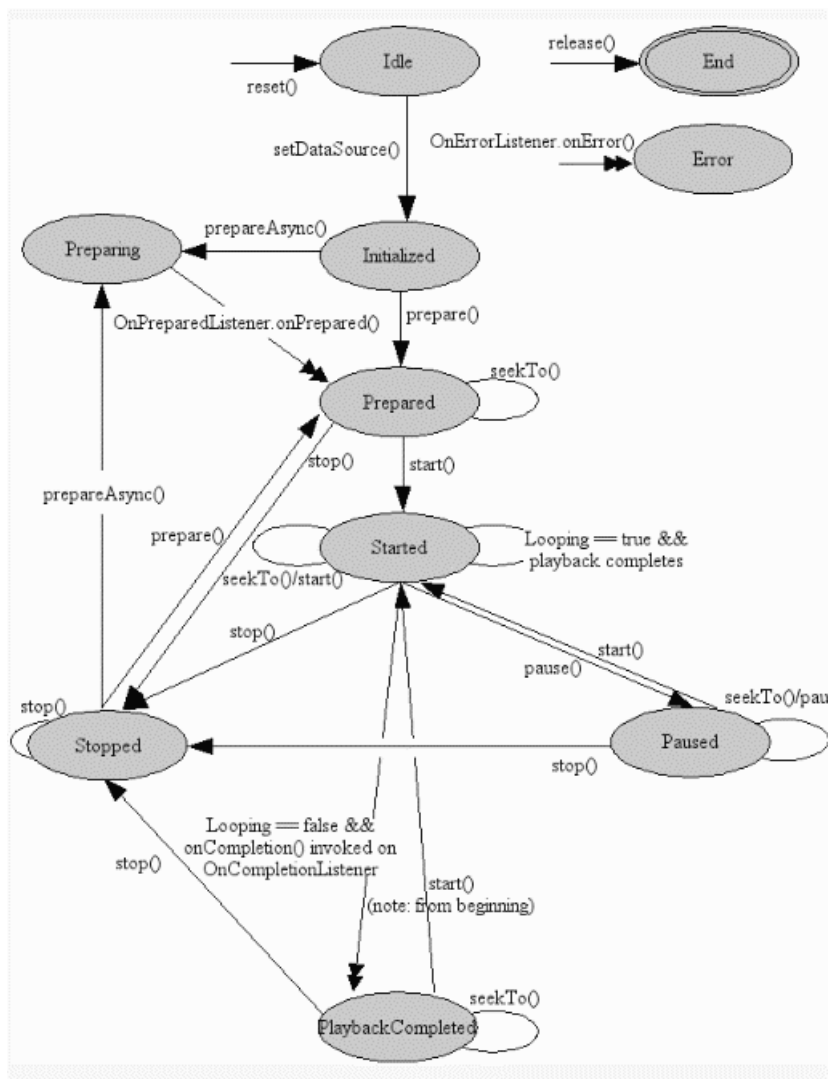 Idle
release()
End
reset()
OnErrorListener.onError()
setDataSource()
Error
prepareAsync()
Preparing
Initialized
OnPreparedListener.onPrepared()
prepare()
seekTo()
Prepared
stop()
start()
prepareAsync()
prepare()
Looping == true &&
playback completes
Started
seekTo()/start()
stop()
start()
pause()
seekTo()/pau
stop()
Stopped
Paused
stop()
Looping == false &&
onCompletion() invoked on
OnCompletionListener
stop()
start()
(note: from beginning)
seekTo()
PlaybackCompleted